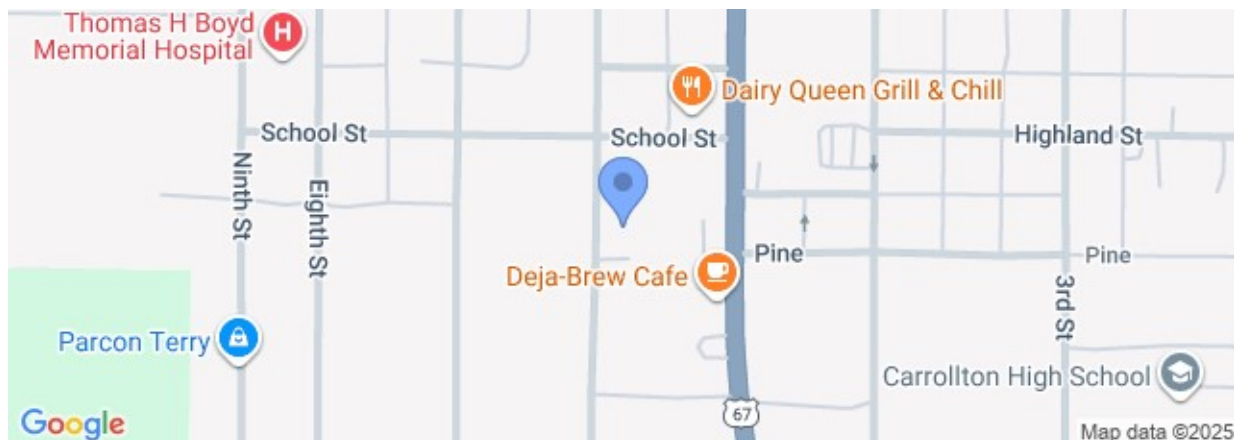 Thomas H Boyd
Memorial Hospital
H
Dairy Queen Grill & Chill
School St
School St
Highland St
Ninth St
Eighth St
Pine
Pine
Deja-Brew Cafe
3rd St
Parcon Terry
Carrollton High School
67
Google
Map data ©2025